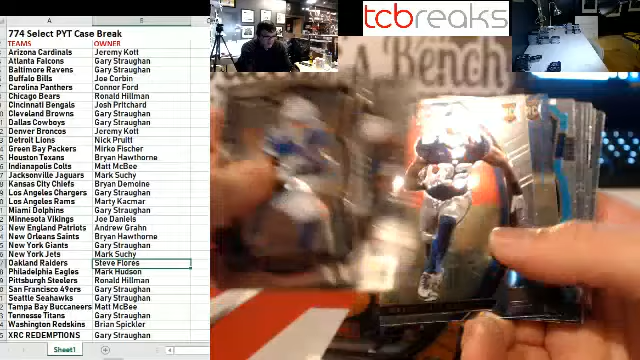 774 Select PYT Case Break
TEAMS OWNER
Arizona Cardinals Jeremy Kott
Atlanta Falcons Gary Straughan
Baltimore Ravens Gary Straughan
Buffalo Bills Joe Corbin
Carolina Panthers Connor Ford
Chicago Bears Ronald Hillman
Cincinnati Bengals Josh Pritchard
Cleveland Browns Gary Straughan
Dallas Cowboys Gary Straughan
Denver Broncos Jeremy Kott
Detroit Lions Nick Pruitt
Green Bay Packers Mirko Fischer
Houston Texans Bryan Hawthorne
Indianapolis Colts Matt McBee
Jacksonville Jaguars Mark Suchy
Kansas City Chiefs Bryan Demoine
Los Angeles Chargers Gary Straughan
Los Angeles Rams Marty Kacmar
Miami Dolphins Gary Straughan
Minnesota Vikings Joe Daniels
New England Patriots Andrew Grahn
New Orleans Saints Bryan Hawthorne
New York Giants Gary Straughan
New York Jets Mark Suchy
Oakland Raiders Steve Flores
Philadelphia Eagles Mark Hudson
Pittsburgh Steelers Ronald Hillman
San Francisco 49ers Gary Straughan
Seattle Seahawks Gary Straughan
Tampa Bay Buccaneers Matt McBee
Tennesse Titans Gary Straughan
Washington Redskins Brian Spickler
XRC REDEMPTIONS Gary Straughan
Sheet1
tcbreaks
A Bench